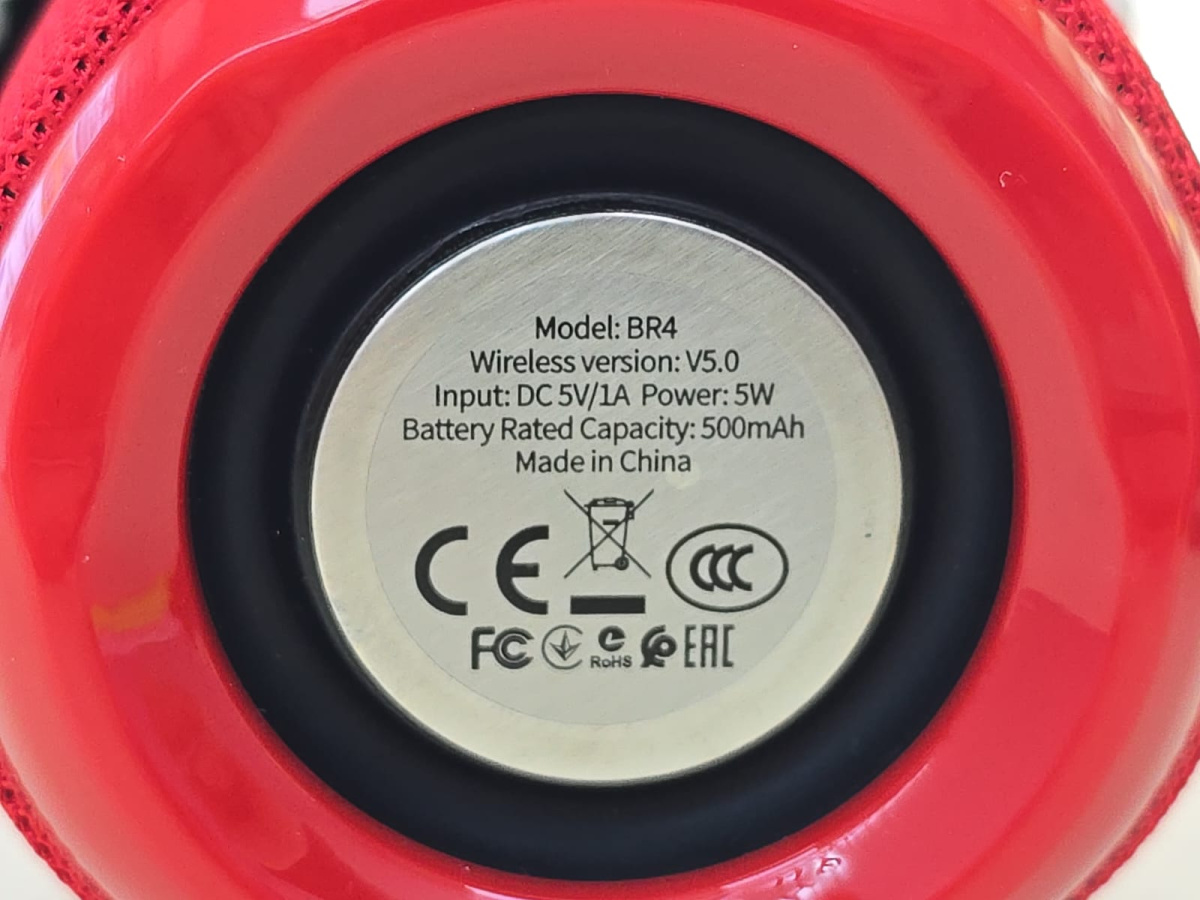 Model: BR4
Wireless version: V5.0
Input: DC 5V/1A Power: 5W
Battery Rated Capacity: 500mAh
Made in China
CE CCC
FC RoHS EAC